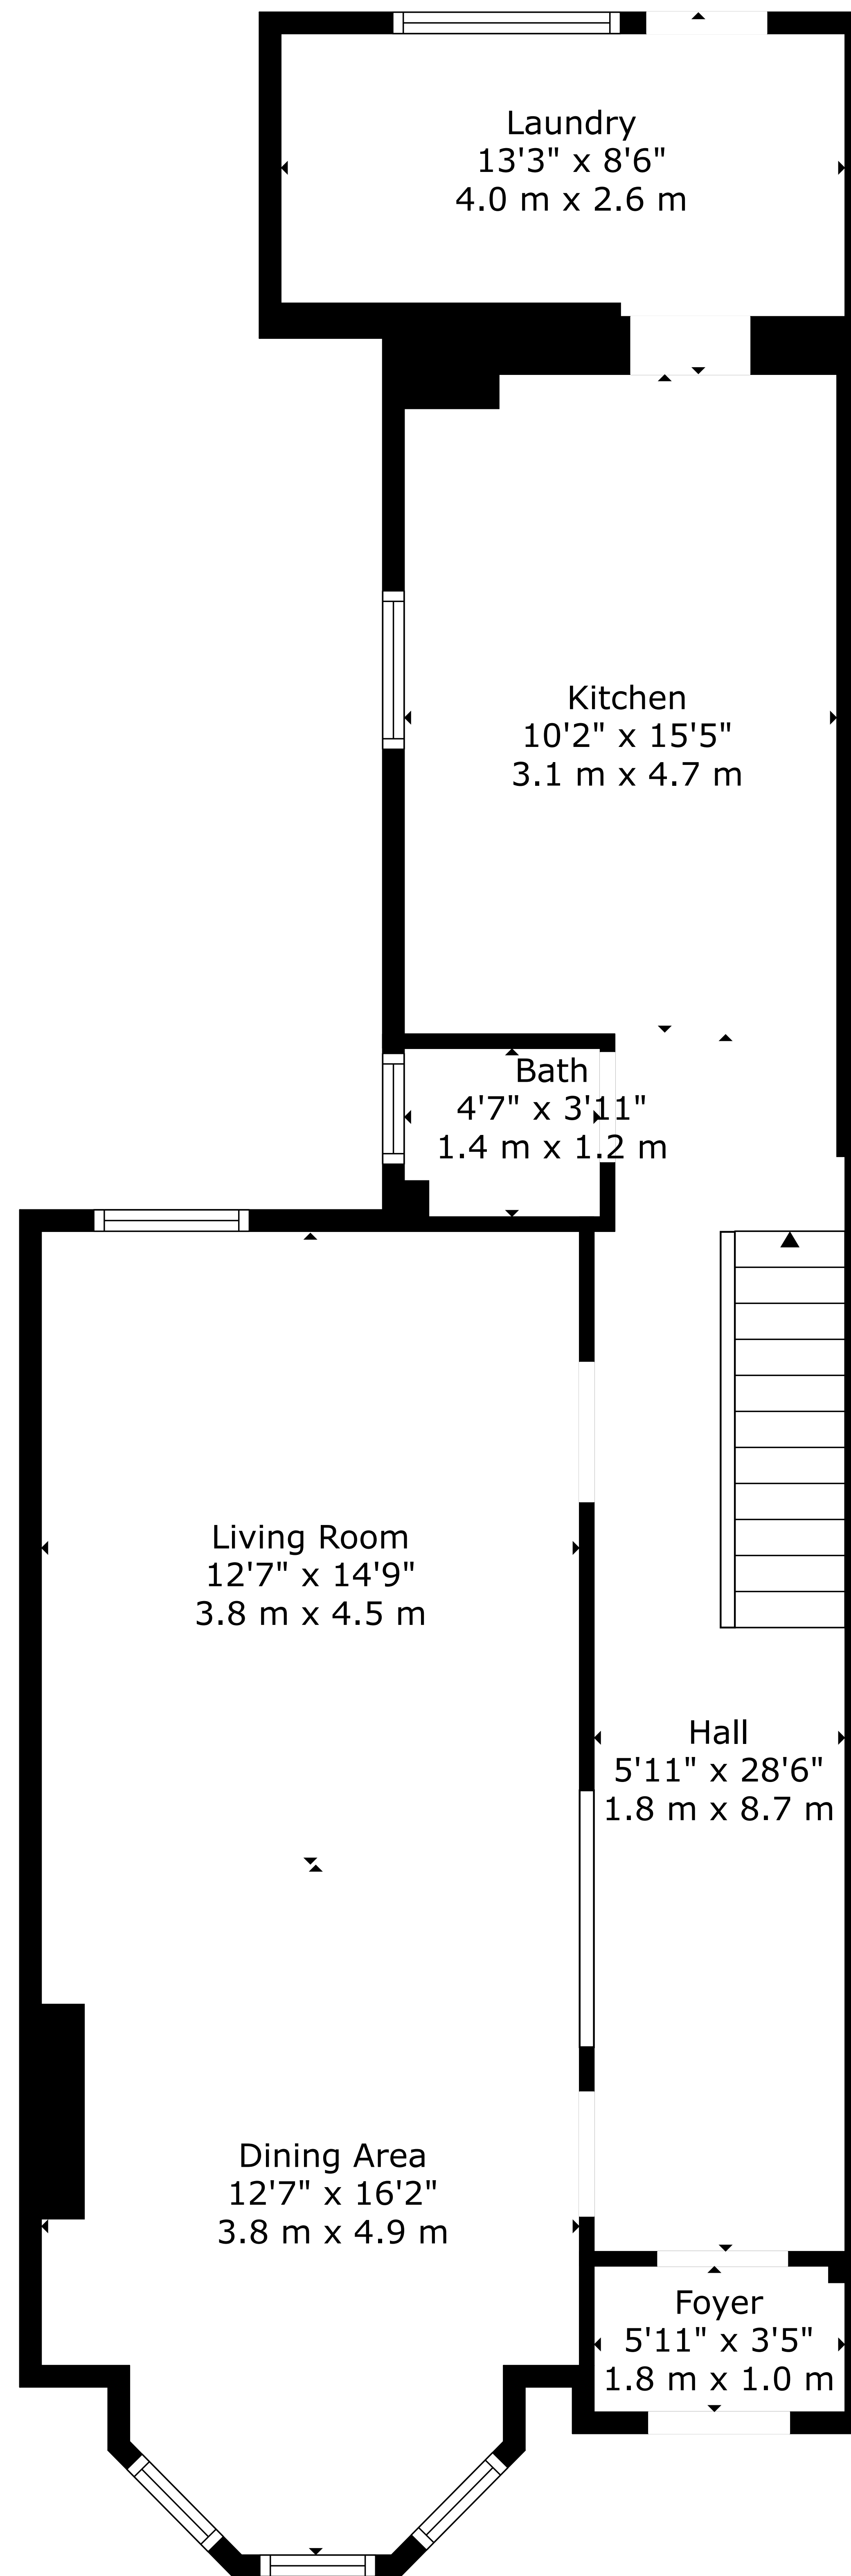 Laundry
13'3" x 8'6"
4.0 m x 2.6 m
Kitchen
10'2" x 15'5"
3.1 m x 4.7 m
Bath
4'7" x 3'11"
1.4 m x 1.2 m
Living Room
12'7" x 14'9"
3.8 m x 4.5 m
Hall
5'11" x 28'6"
1.8 m x 8.7 m
Dining Area
12'7" x 16'2"
3.8 m x 4.9 m
Foyer
5'11" x 3'5"
1.8 m x 1.0 m